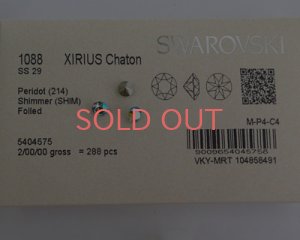 SWAROVSKI
1088 XIRIUS Chaton
SS 29
Peridot (214)
Shimmer (SHIM)
Foiled
SOLD OUT
M-P4-C4
5404575
2/00/00 gross = 288 pcs
9009654045756
VKY-MRT 104858491